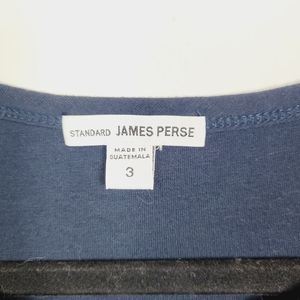 STANDARD JAMES PERSE
MADE IN
GUATEMALA
3